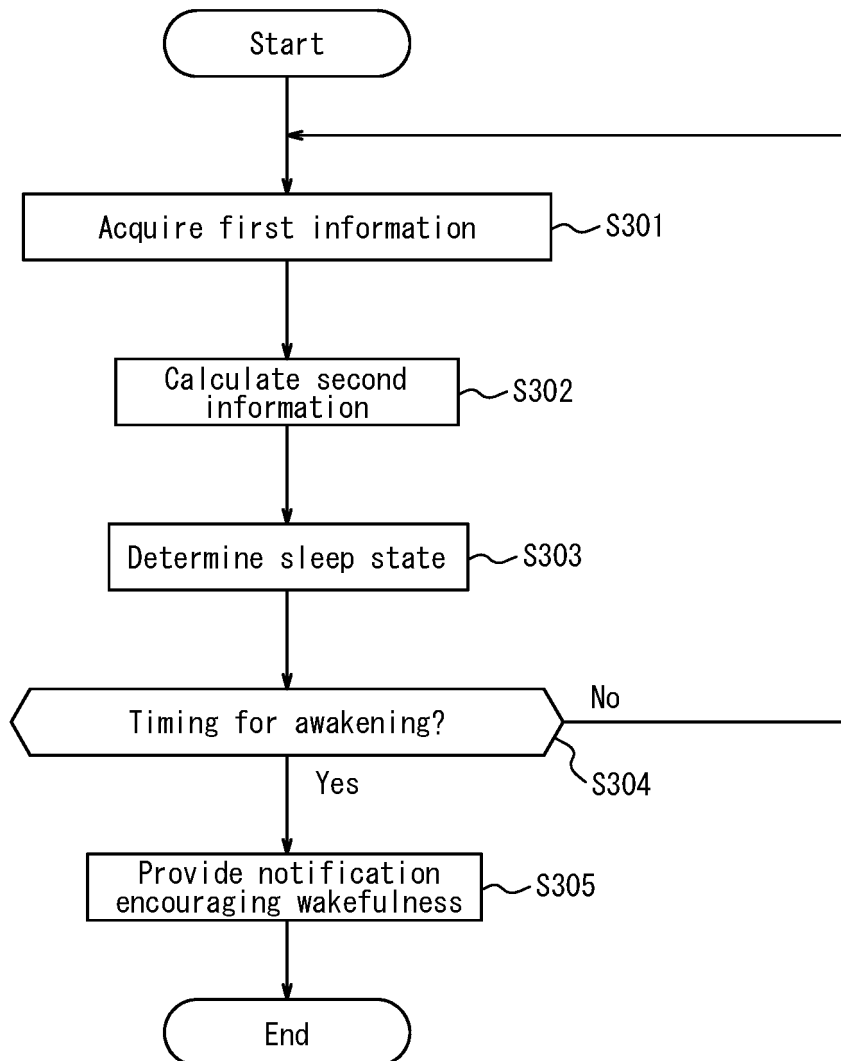 Start
Acquire first information
S301
Calculate second
information
S302
Determine sleep state
S303
Timing for awakening?
No
S304
Yes
Provide notification
encouraging wakefulness
S305
End